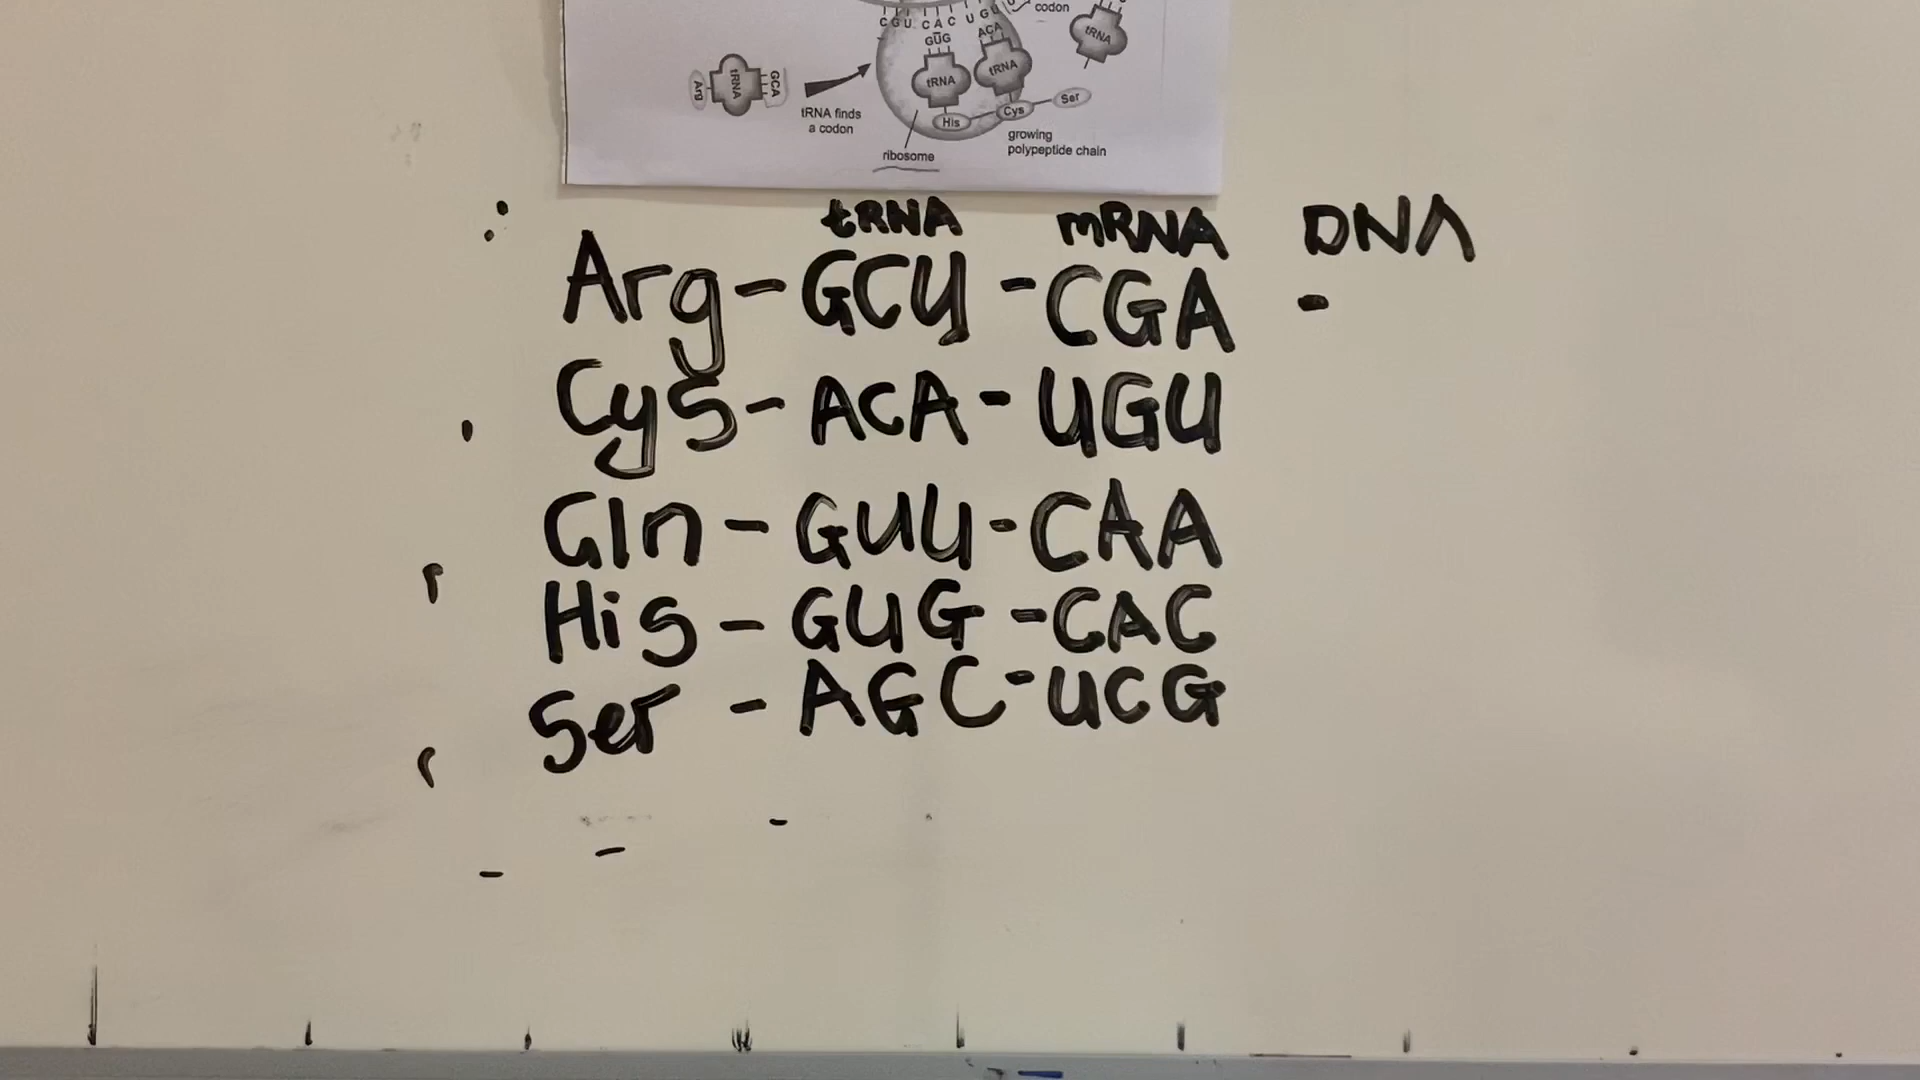 codon
CGU CAC UGU
GUG ACA
tRNA
tRNA
tRNA
Arg tRNA GCA
tRNA finds
a codon
His Cys Ser
growing
polypeptide chain
ribosome
tRNA mRNA DNA
Arg - GCU - CGA -
Cys - ACA - UGU
Gln - GUU - CAA
His - GUG - CAC
Ser - AGC - UCG